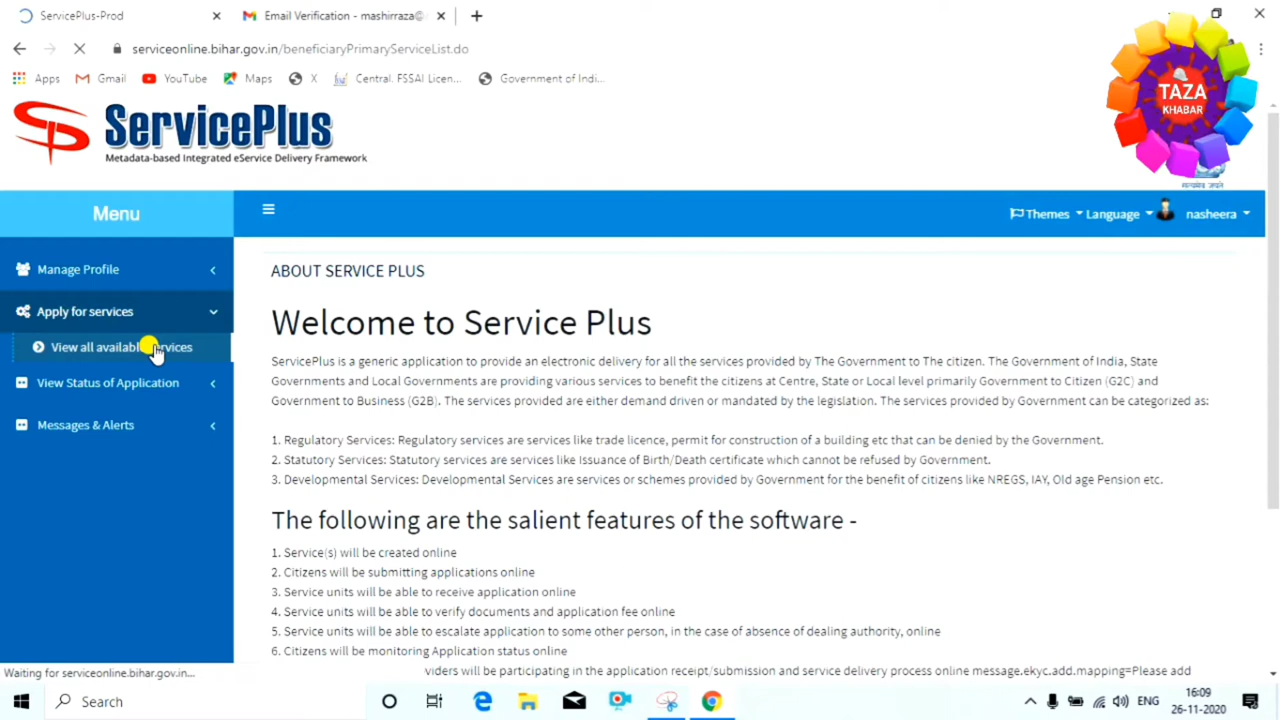 ServicePlus-Prod
Email Verification - mashirraza@
serviceonline.bihar.gov.in/beneficiaryPrimaryServiceList.do
Apps
Gmail
YouTube
Maps
X
Central. FSSAI Licen...
Government of Indi...
ServicePlus
Metadata-based Integrated eService Delivery Framework
TAZA
KHABAR
सत्यमेव जयते
Menu
Themes
Language
nasheera
Manage Profile
Apply for services
View all available services
View Status of Application
Messages & Alerts
ABOUT SERVICE PLUS
Welcome to Service Plus
ServicePlus is a generic application to provide an electronic delivery for all the services provided by The Government to The citizen. The Government of India, State
Governments and Local Governments are providing various services to benefit the citizens at Centre, State or Local level primarily Government to Citizen (G2C) and
Government to Business (G2B). The services provided are either demand driven or mandated by the legislation. The services provided by Government can be categorized as:
1. Regulatory Services: Regulatory services are services like trade licence, permit for construction of a building etc that can be denied by the Government.
2. Statutory Services: Statutory services are services like Issuance of Birth/Death certificate which cannot be refused by Government.
3. Developmental Services: Developmental Services are services or schemes provided by Government for the benefit of citizens like NREGS, IAY, Old age Pension etc.
The following are the salient features of the software -
1. Service(s) will be created online
2. Citizens will be submitting applications online
3. Service units will be able to receive application online
4. Service units will be able to verify documents and application fee online
5. Service units will be able to escalate application to some other person, in the case of absence of dealing authority, online
6. Citizens will be monitoring Application status online
viders will be participating in the application receipt/submission and service delivery process online message.ekyc.add.mapping=Please add
Waiting for serviceonline.bihar.gov.in...
Search
ENG
16:09
26-11-2020